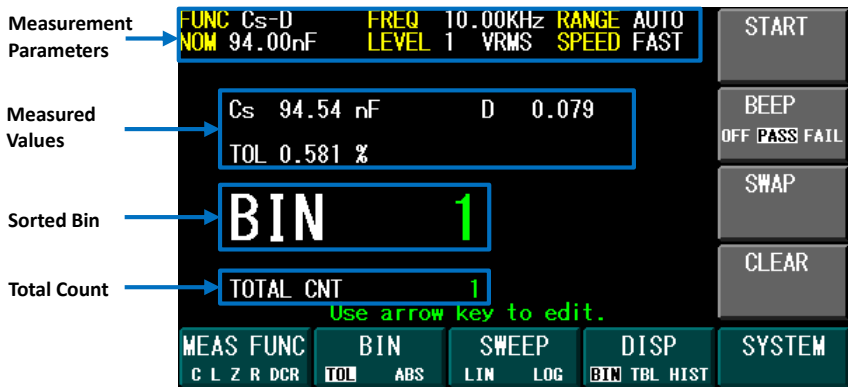 Measurement
Parameters
FUNC Cs-D FREQ 10.00KHz RANGE AUTO
NOM 94.00nF LEVEL 1 VRMS SPEED FAST
START
Measured
Values
Cs 94.54 nF D 0.079
TOL 0.581 %
BEEP
OFF PASS FAIL
Sorted Bin
BIN 1
SWAP
Total Count
TOTAL CNT 1
CLEAR
Use arrow key to edit.
MEAS FUNC
C L Z R DCR
BIN
TOL ABS
SWEEP
LIN LOG
DISP
BIN TBL HIST
SYSTEM